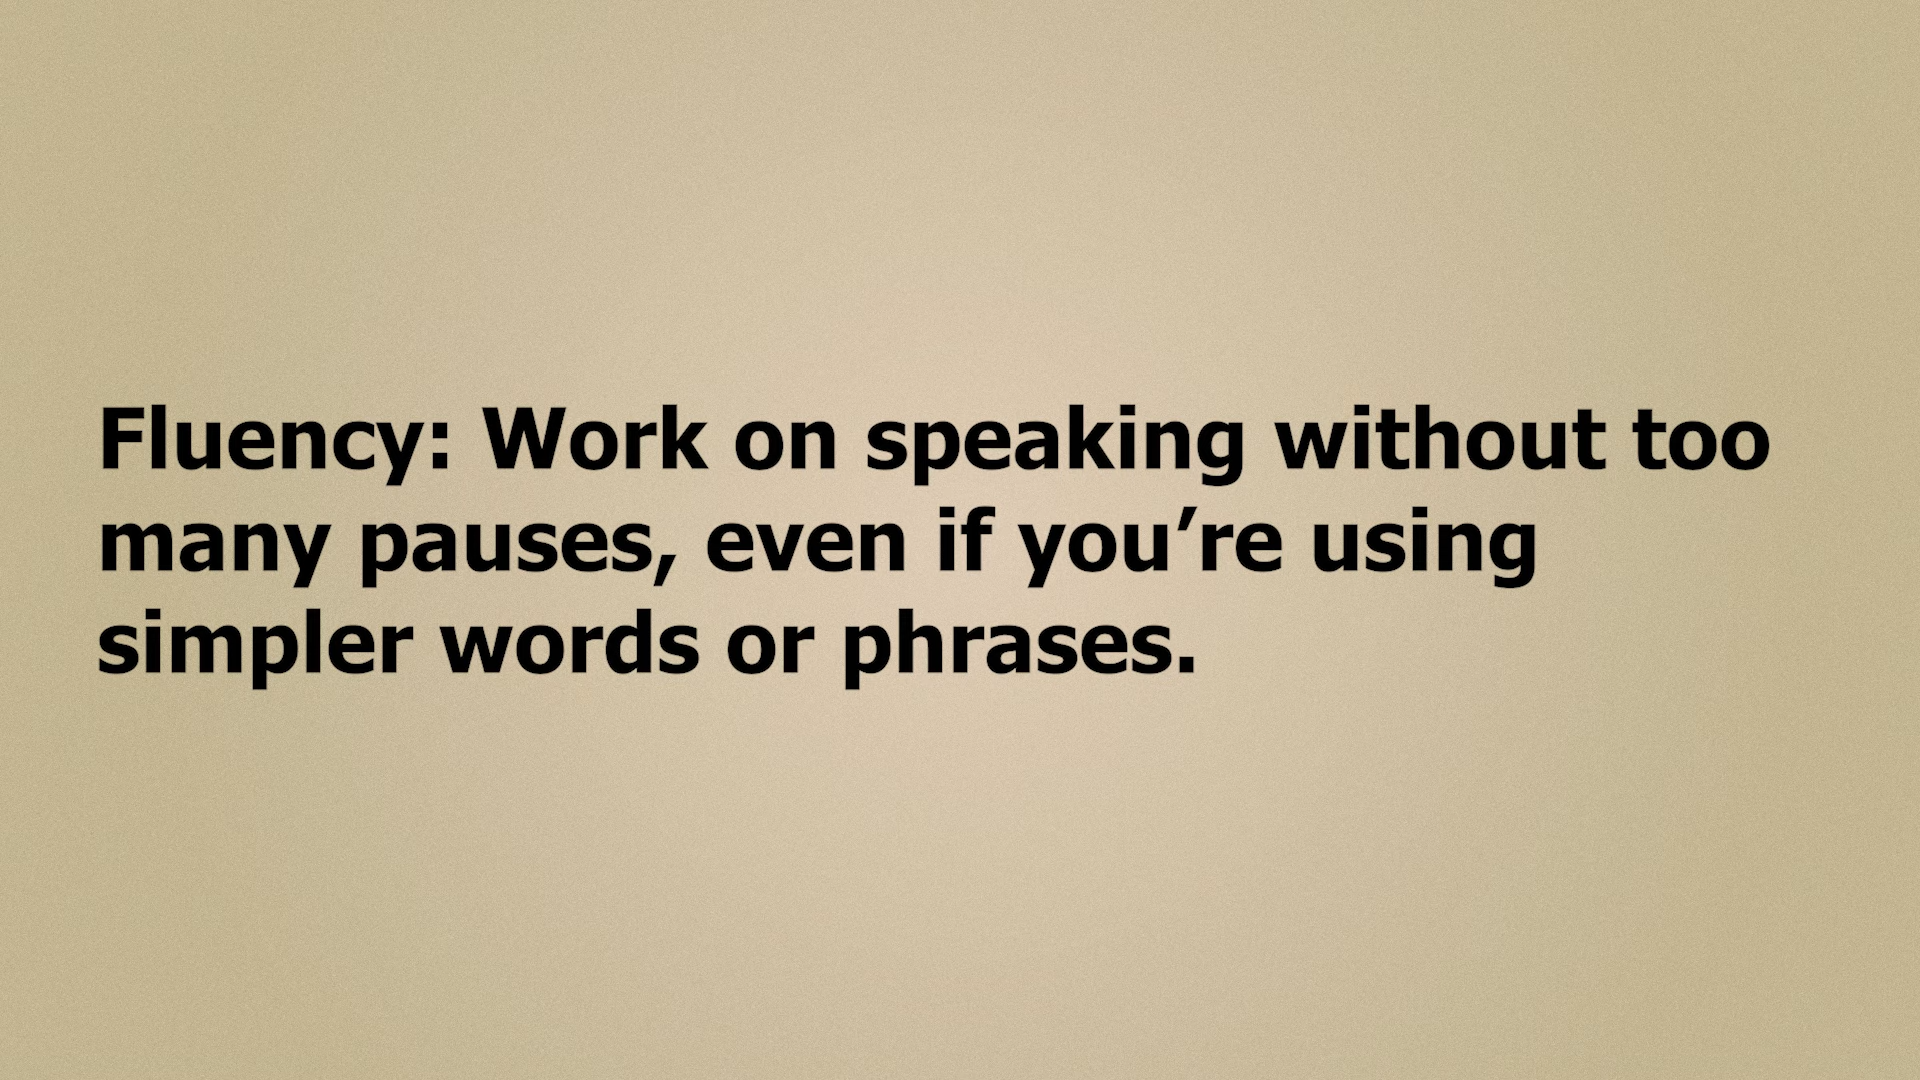 Fluency: Work on speaking without too
many pauses, even if you’re using
simpler words or phrases.